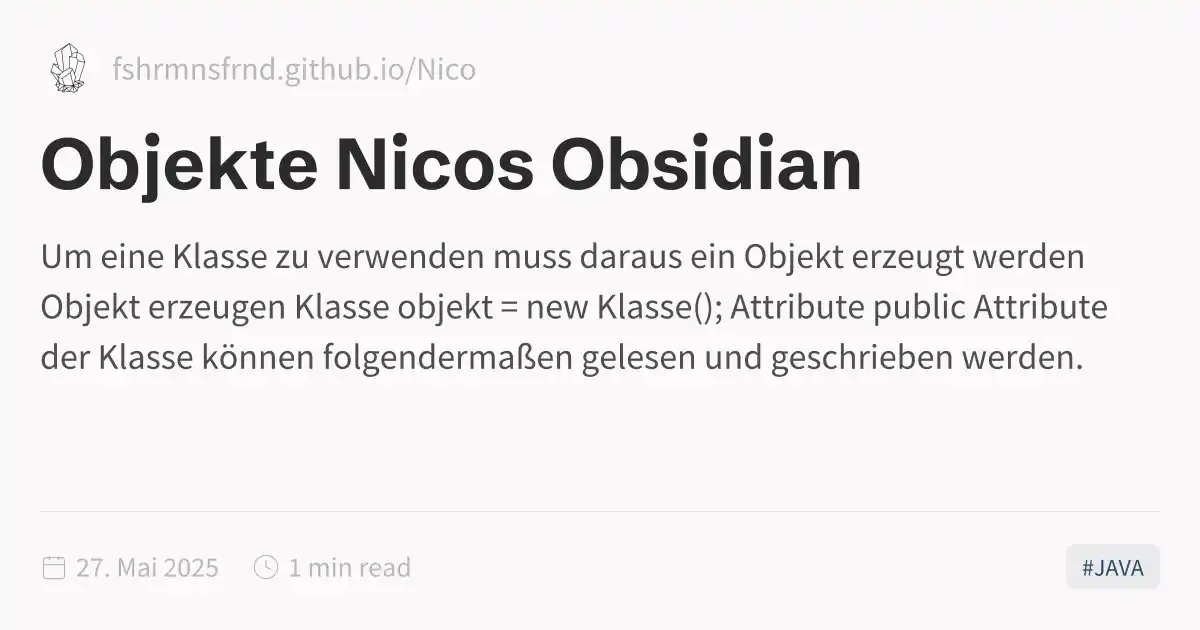 fshrmnsfrnd.github.io/Nico
Objekte Nicos Obsidian
Um eine Klasse zu verwenden muss daraus ein Objekt erzeugt werden
Objekt erzeugen Klasse objekt = new Klasse(); Attribute public Attribute
der Klasse können folgendermaßen gelesen und geschrieben werden.
27. Mai 2025
1 min read
#JAVA